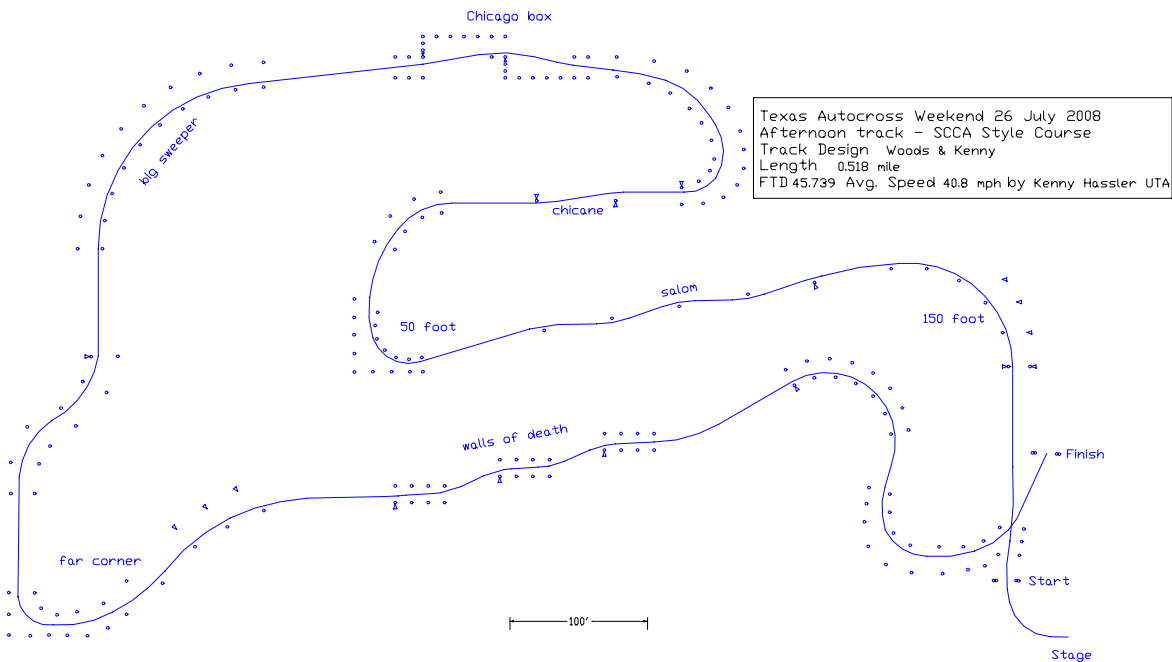 Chicago box
Texas Autocross Weekend 26 July 2008
Afternoon track - SCCA Style Course
Track Design Woods & Kenny
Length 0.518 mile
FTD 45.739 Avg. Speed 40.8 mph by Kenny Hassler UTA
big sweeper
chicane
salom
150 foot
50 foot
walls of death
Finish
far corner
Start
100'
Stage